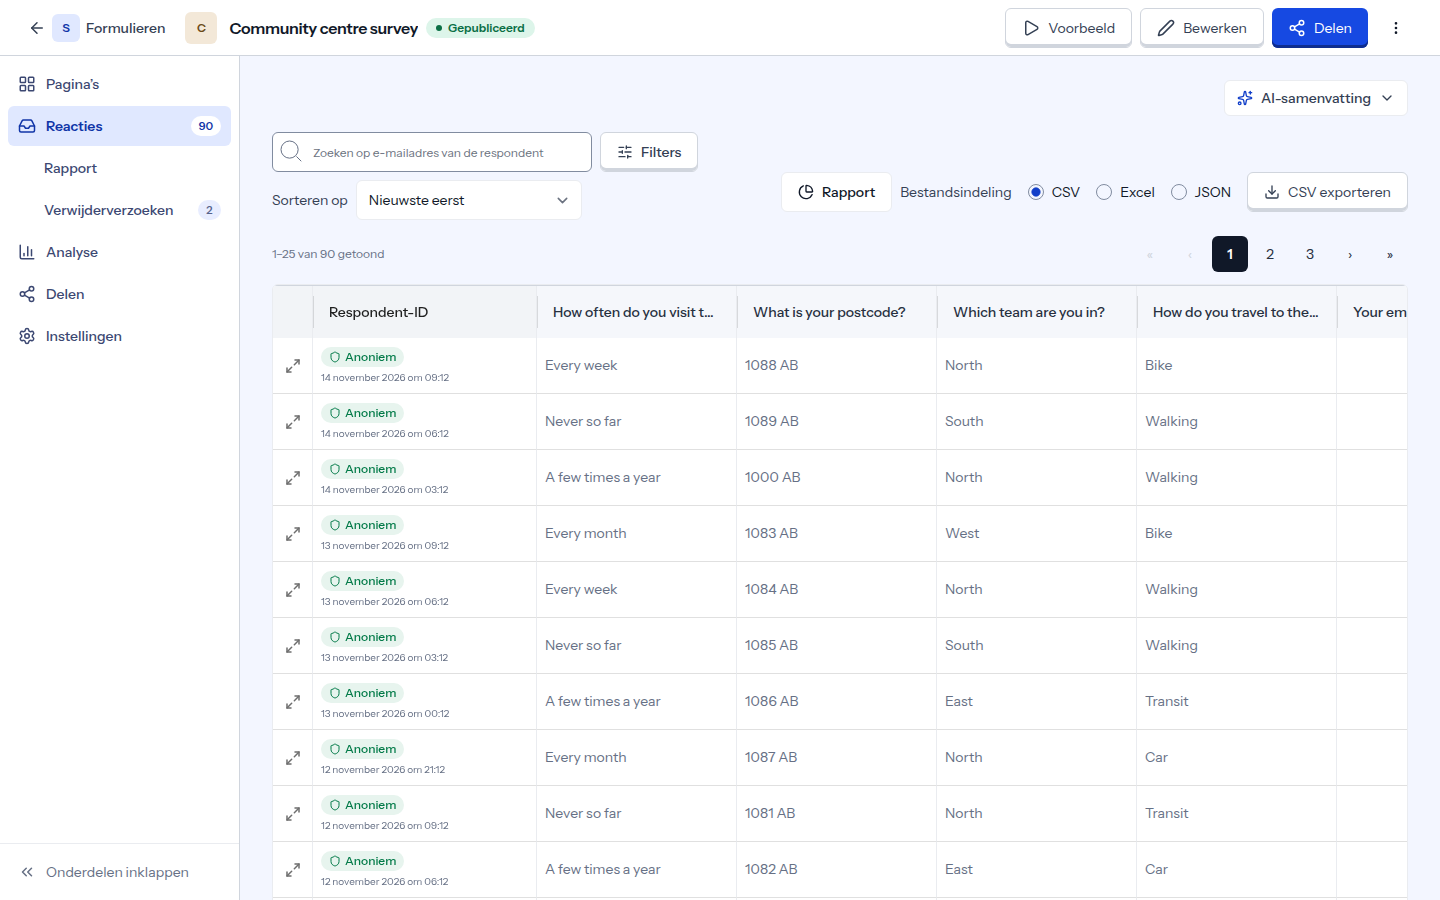 S Formulieren C Community centre survey Gepubliceerd Voorbeeld Bewerken Delen
Pagina's
Reacties 90
Rapport
Verwijderverzoeken 2
Analyse
Delen
Instellingen
Onderdelen inklappen
AI-samenvatting
Zoeken op e-mailadres van de respondent Filters
Sorteren op Nieuwste eerst
Rapport Bestandsindeling CSV Excel JSON CSV exporteren
1–25 van 90 getoond « ‹ 1 2 3 › »
Respondent-ID How often do you visit t... What is your postcode? Which team are you in? How do you travel to the... Your em
Anoniem
14 november 2026 om 09:12 Every week 1088 AB North Bike
Anoniem
14 november 2026 om 06:12 Never so far 1089 AB South Walking
Anoniem
14 november 2026 om 03:12 A few times a year 1000 AB North Walking
Anoniem
13 november 2026 om 09:12 Every month 1083 AB West Bike
Anoniem
13 november 2026 om 06:12 Every week 1084 AB North Walking
Anoniem
13 november 2026 om 03:12 Never so far 1085 AB South Walking
Anoniem
13 november 2026 om 00:12 A few times a year 1086 AB East Transit
Anoniem
12 november 2026 om 21:12 Every month 1087 AB North Car
Anoniem
12 november 2026 om 09:12 Never so far 1081 AB North Transit
Anoniem
12 november 2026 om 06:12 A few times a year 1082 AB East Car